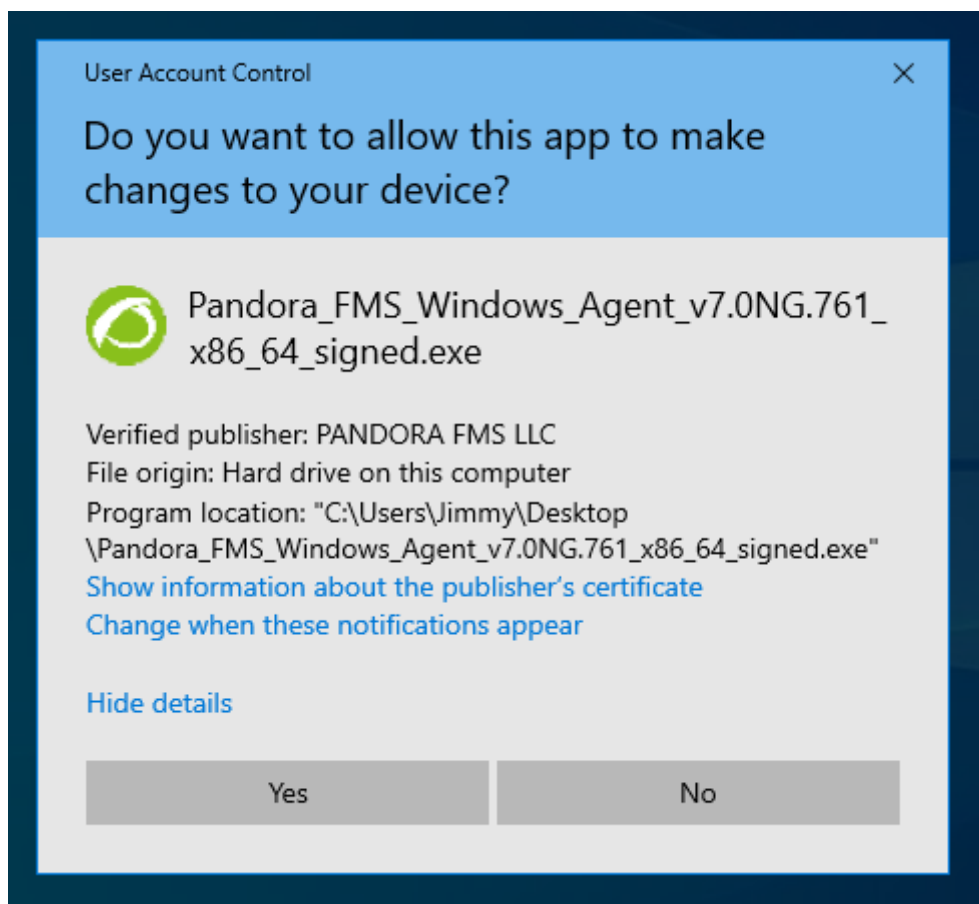 User Account Control
Do you want to allow this app to make
changes to your device?
Pandora_FMS_Windows_Agent_v7.0NG.761_
x86_64_signed.exe
Verified publisher: PANDORA FMS LLC
File origin: Hard drive on this computer
Program location: "C:\Users\Jimmy\Desktop
\Pandora_FMS_Windows_Agent_v7.0NG.761_x86_64_signed.exe"
Show information about the publisher’s certificate
Change when these notifications appear
Hide details
Yes
No